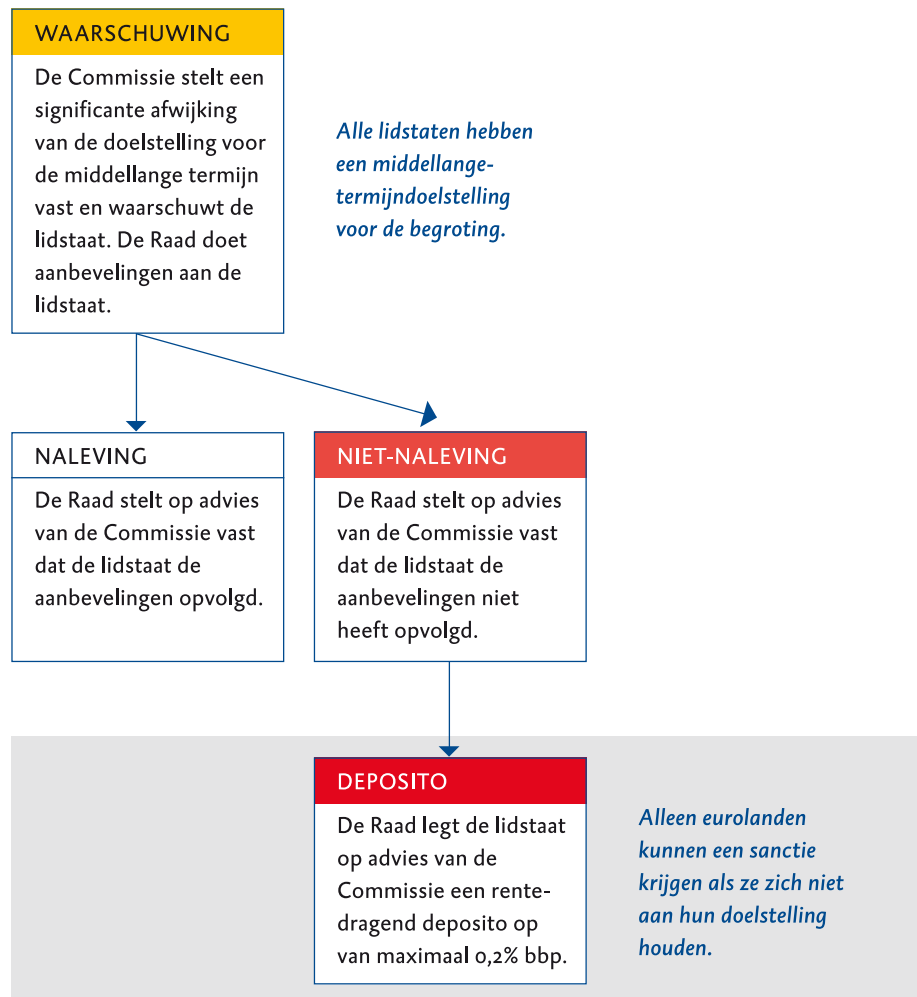 WAARSCHUWING
De Commissie stelt een
significante afwijking
van de doelstelling voor
de middellange termijn
vast en waarschuwt de
lidstaat. De Raad doet
aanbevelingen aan de
lidstaat.
Alle lidstaten hebben
een middellange-
termijndoelstelling
voor de begroting.
NALEVING
De Raad stelt op advies
van de Commissie vast
dat de lidstaat de
aanbevelingen opvolgd.
NIET-NALEVING
De Raad stelt op advies
van de Commissie vast
dat de lidstaat de
aanbevelingen niet
heeft opvolgd.
DEPOSITO
De Raad legt de lidstaat
op advies van de
Commissie een rente-
dragend deposito op
van maximaal 0,2% bbp.
Alleen eurolanden
kunnen een sanctie
krijgen als ze zich niet
aan hun doelstelling
houden.